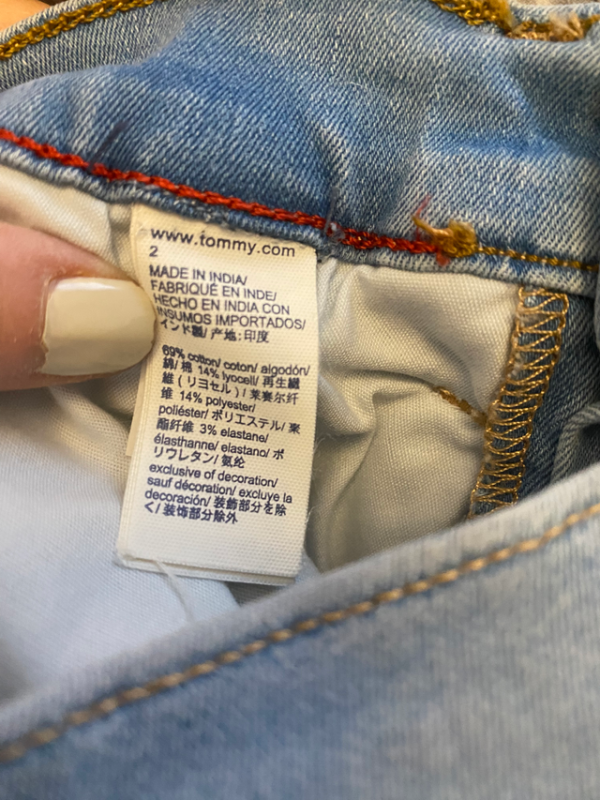 www.tommy.com
2
MADE IN INDIA/
FABRIQUÉ EN INDE/
HECHO EN INDIA CON
INSUMOS IMPORTADOS/
インド製/ 产地:印度
69% cotton/ coton/ algodón/
綿/ 棉 14% lyocell/ 再生繊
維 ( リヨセル ) / 莱赛尔纤
维 14% polyester/
poliéster/ ポリエステル/ 聚
酯纤维 3% elastane/
élasthanne/ elastano/ ポ
リウレタン/ 氨纶
exclusive of decoration/
sauf décoration/ excluye la
decoración/ 装飾部分を除
く/ 装饰部分除外